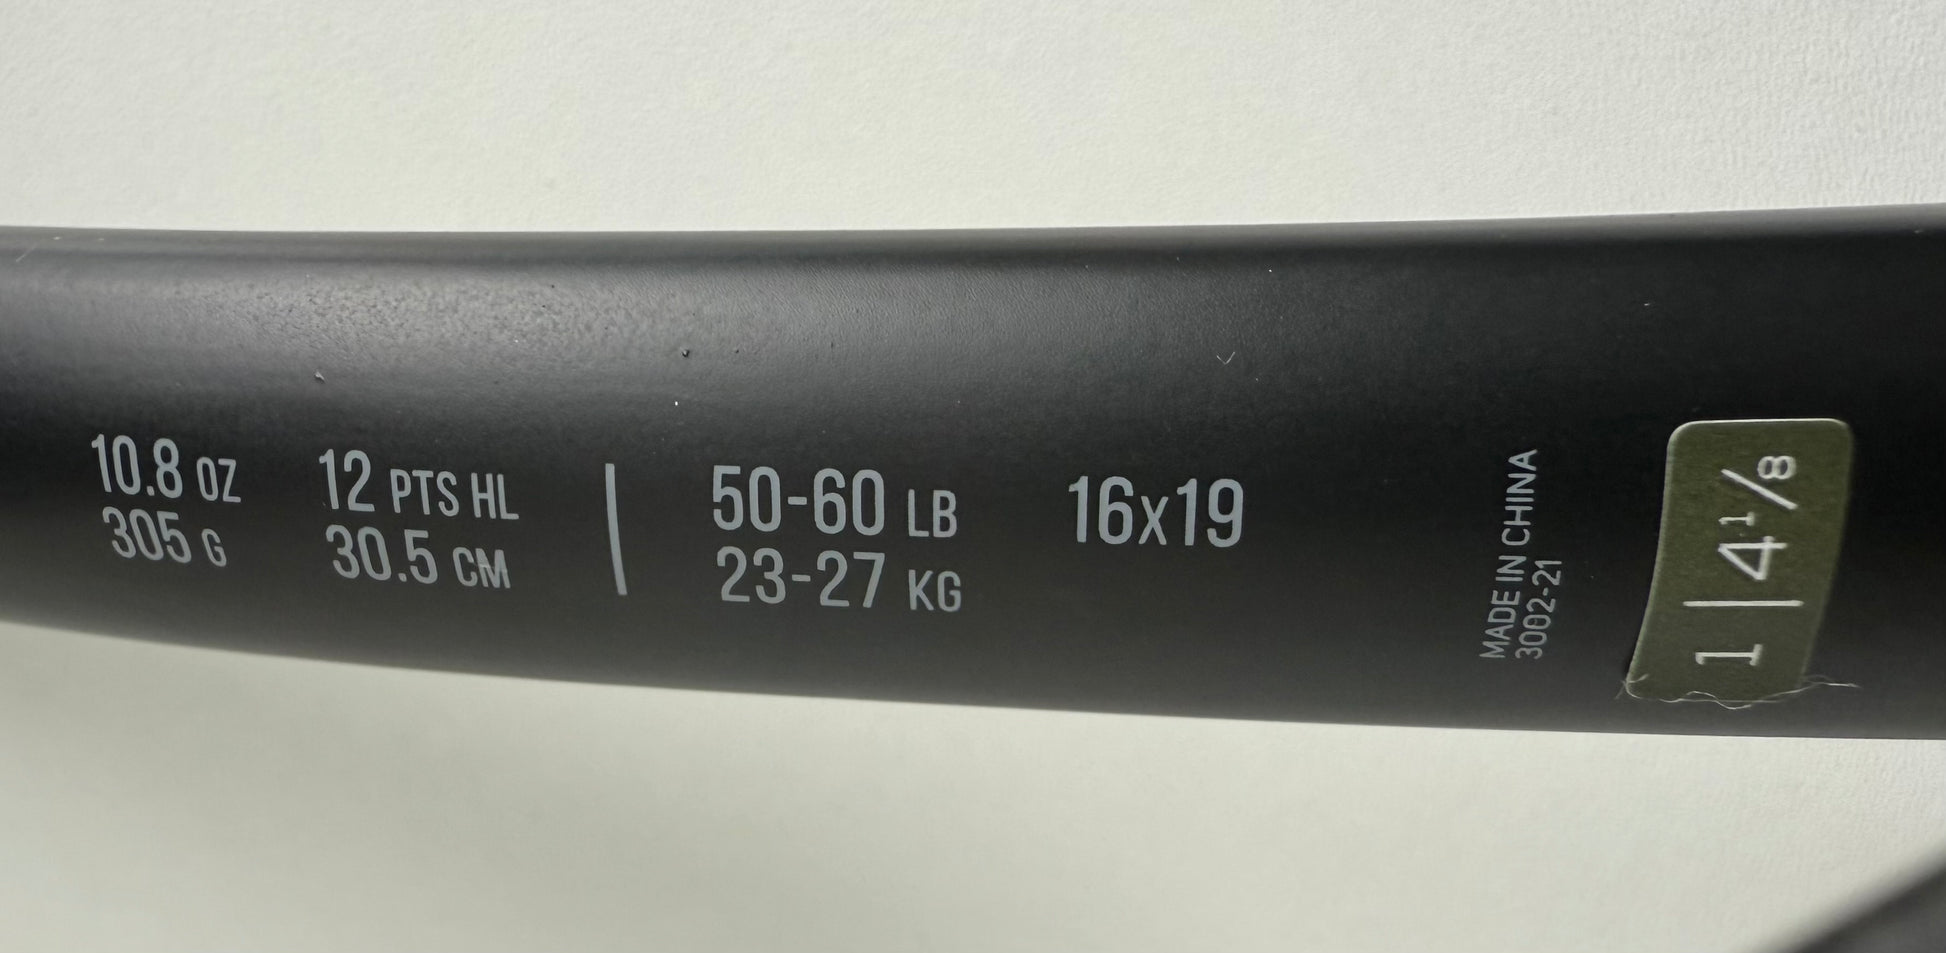 10.8 OZ
305 G
12 PTS HL
30.5 CM
50-60 LB
23-27 KG
16x19
MADE IN CHINA
3002-21
1 | 4 1/8